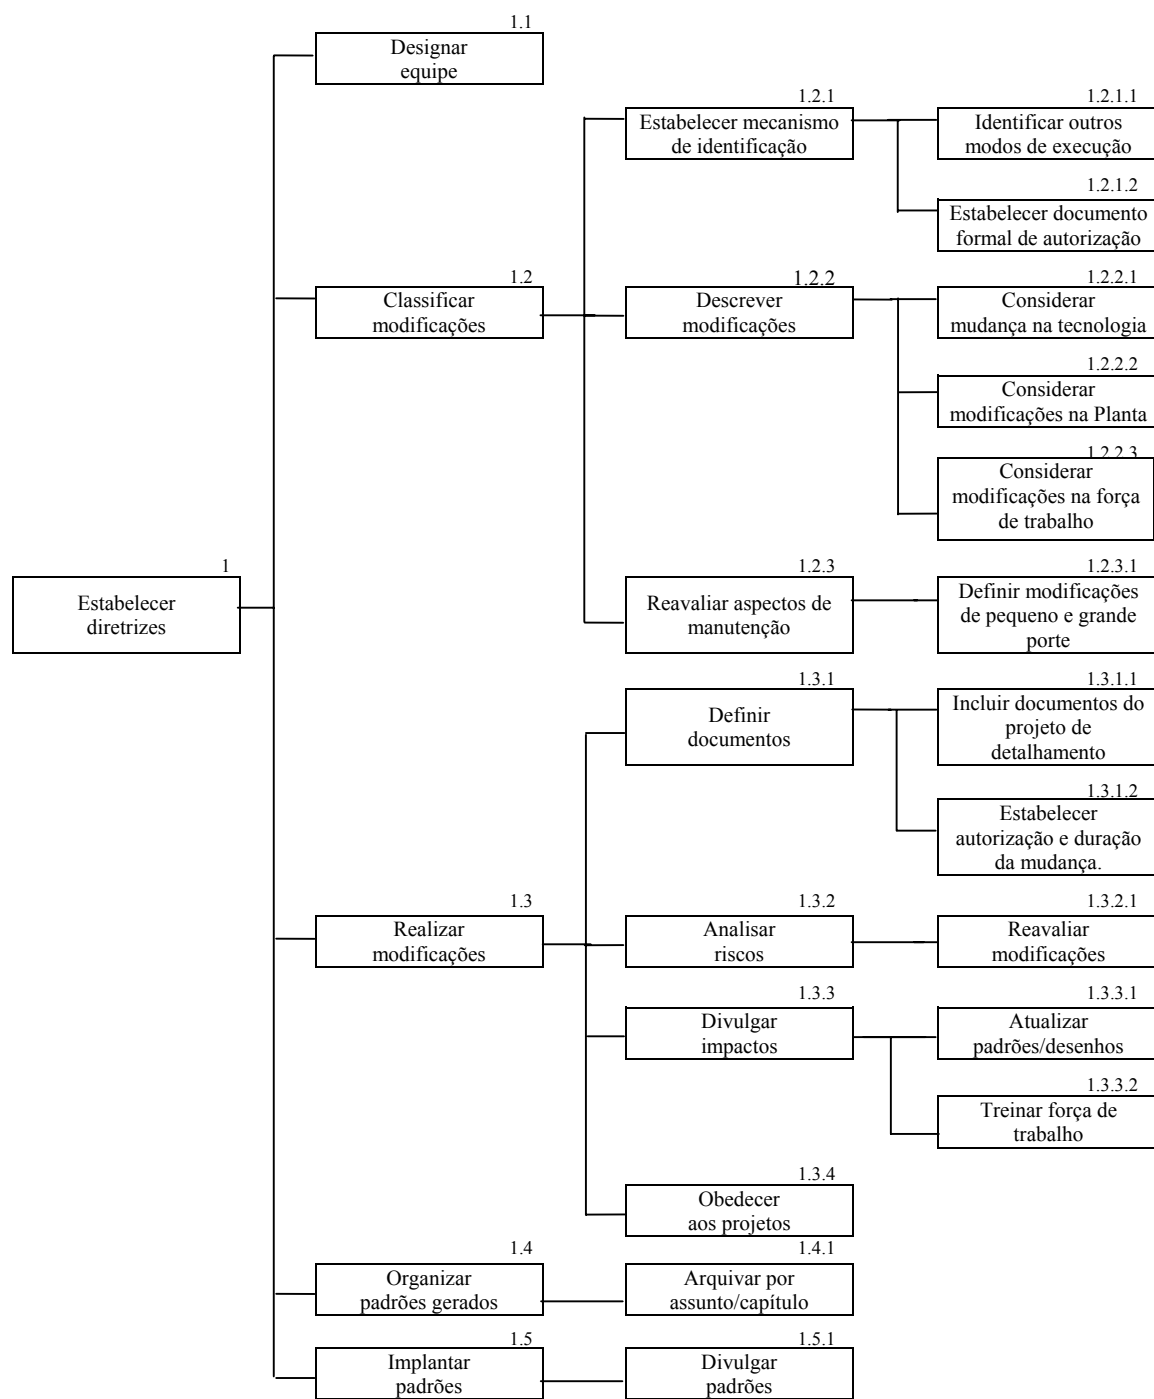 1
Estabelecer
diretrizes
1.1
Designar
equipe
1.2
Classificar
modificações
1.2.1
Estabelecer mecanismo
de identificação
1.2.1.1
Identificar outros
modos de execução
1.2.1.2
Estabelecer documento
formal de autorização
1.2.2
Descrever
modificações
1.2.2.1
Considerar
mudança na tecnologia
1.2.2.2
Considerar
modificações na Planta
1.2.2.3
Considerar
modificações na força
de trabalho
1.2.3
Reavaliar aspectos de
manutenção
1.2.3.1
Definir modificações
de pequeno e grande
porte
1.3
Realizar
modificações
1.3.1
Definir
documentos
1.3.1.1
Incluir documentos do
projeto de
detalhamento
1.3.1.2
Estabelecer
autorização e duração
da mudança.
1.3.2
Analisar
riscos
1.3.2.1
Reavaliar
modificações
1.3.3
Divulgar
impactos
1.3.3.1
Atualizar
padrões/desenhos
1.3.3.2
Treinar força de
trabalho
1.3.4
Obedecer
aos projetos
1.4
Organizar
padrões gerados
1.4.1
Arquivar por
assunto/capítulo
1.5
Implantar
padrões
1.5.1
Divulgar
padrões